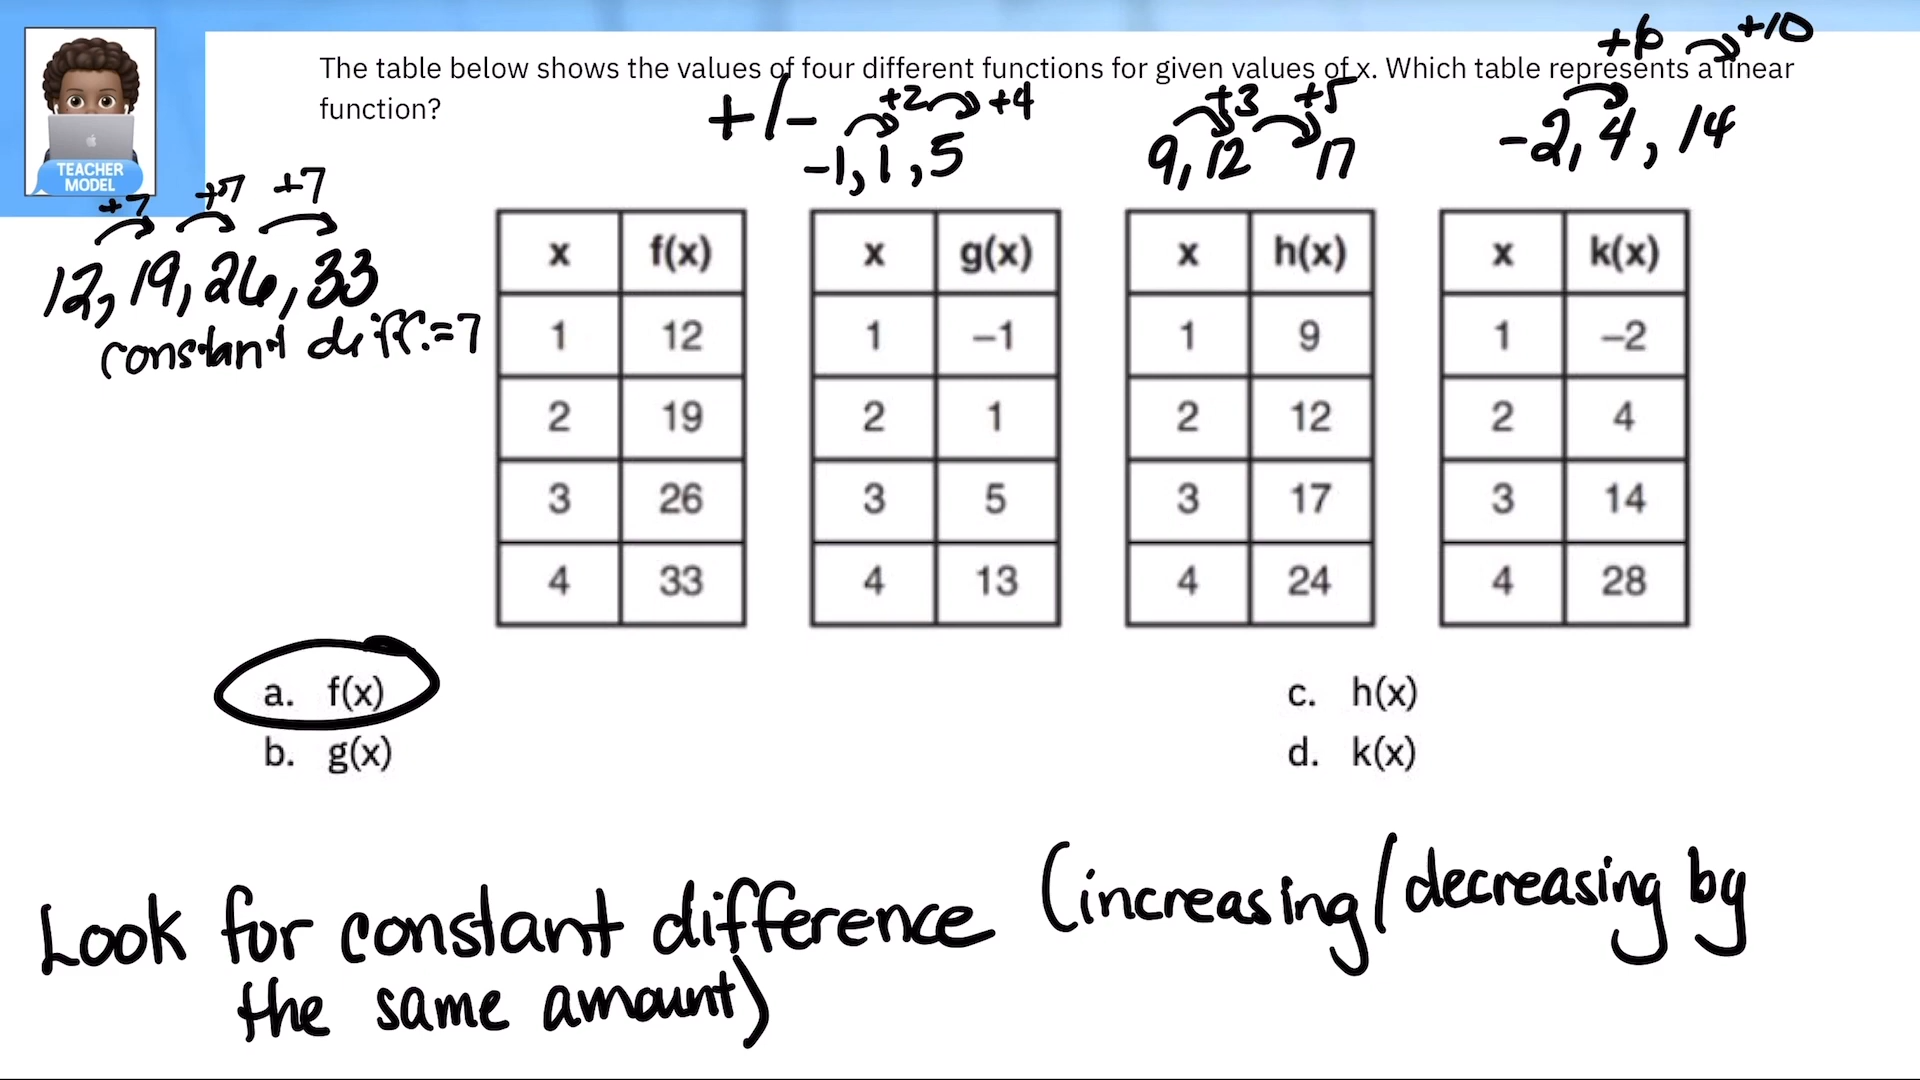 The table below shows the values of four different functions for given values of x. Which table represents a linear
function?
TEACHER
MODEL
+/-
+2 +4
-1, 1, 5
+3 +5
9, 12 17
+6 +10
-2, 4, 14
+7 +7 +7
12, 19, 26, 33
constant diff.=7
x f(x)
1 12
2 19
3 26
4 33
x g(x)
1 –1
2 1
3 5
4 13
x h(x)
1 9
2 12
3 17
4 24
x k(x)
1 –2
2 4
3 14
4 28
a. f(x)
b. g(x)
c. h(x)
d. k(x)
Look for constant difference (increasing/decreasing by
the same amount)